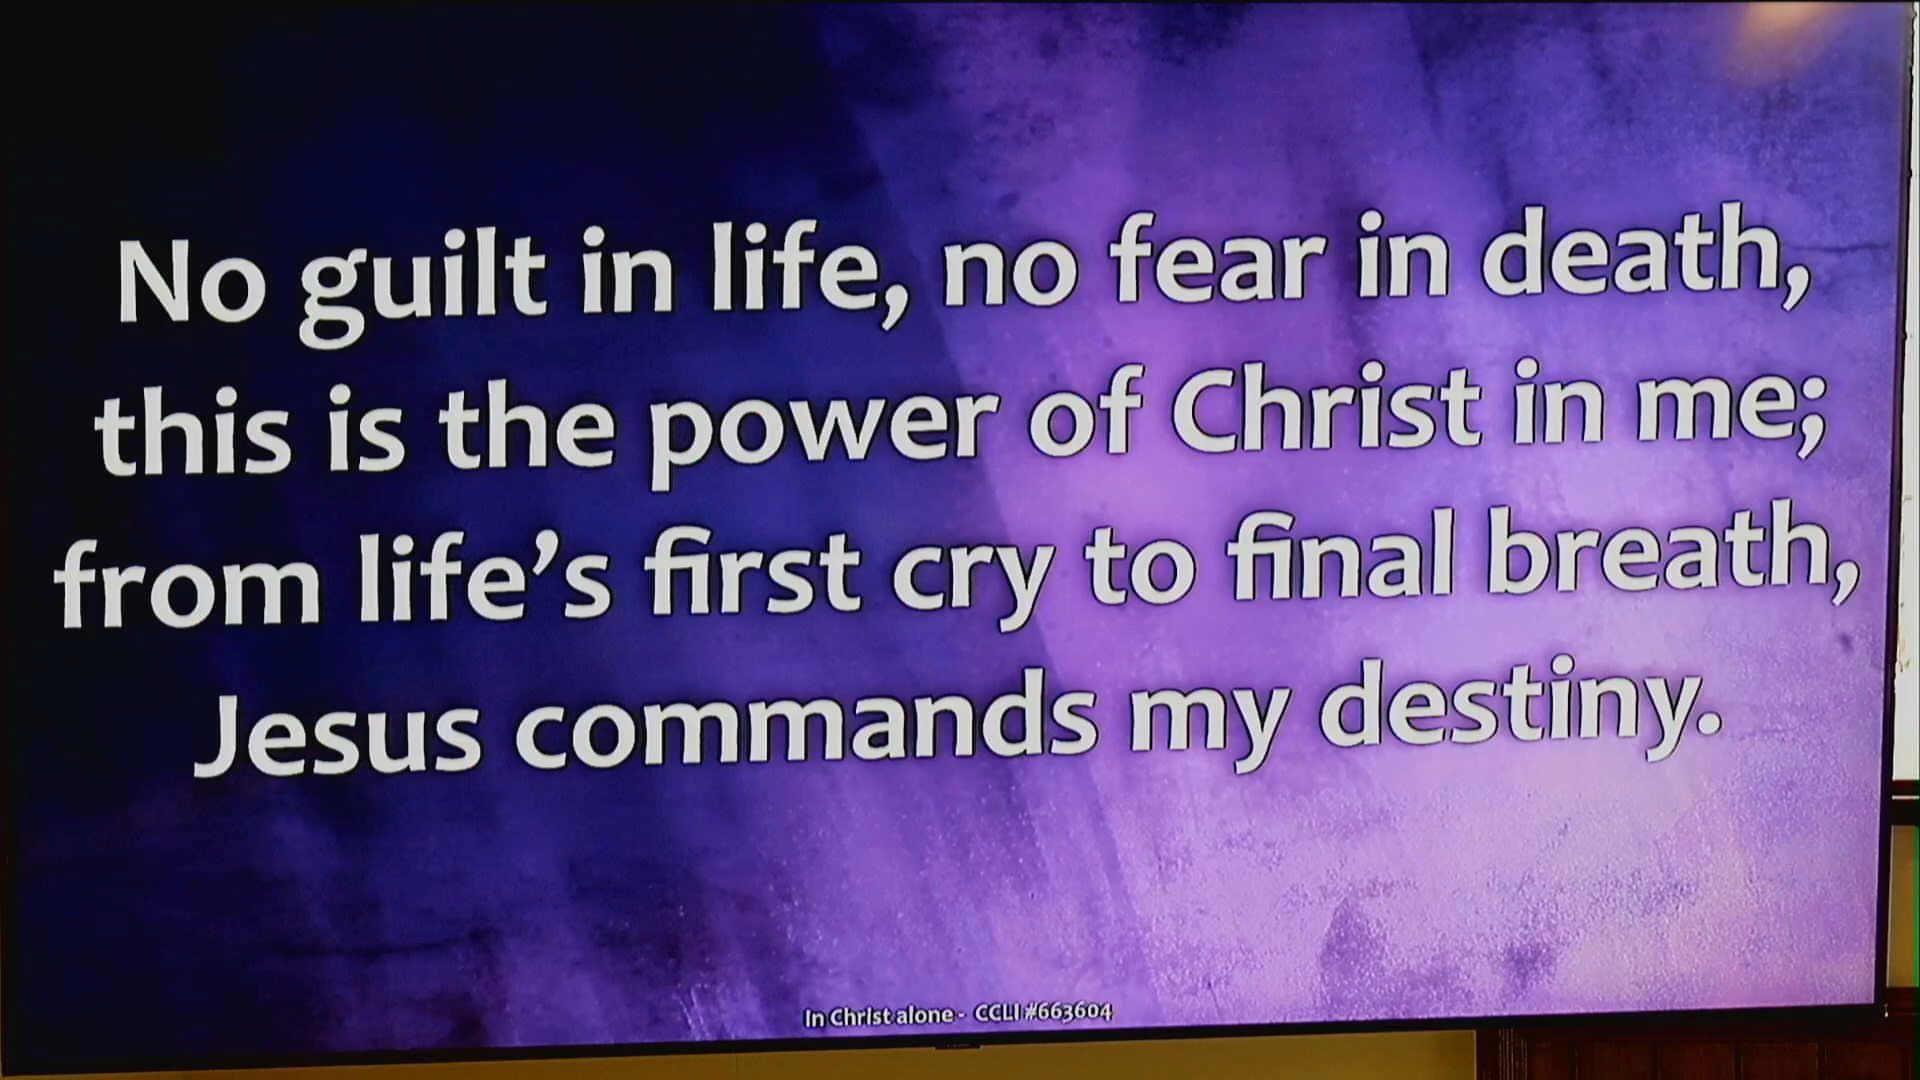 No guilt in life, no fear in death,
this is the power of Christ in me;
from life’s first cry to final breath,
Jesus commands my destiny.
In Christ alone - CCLI #663604